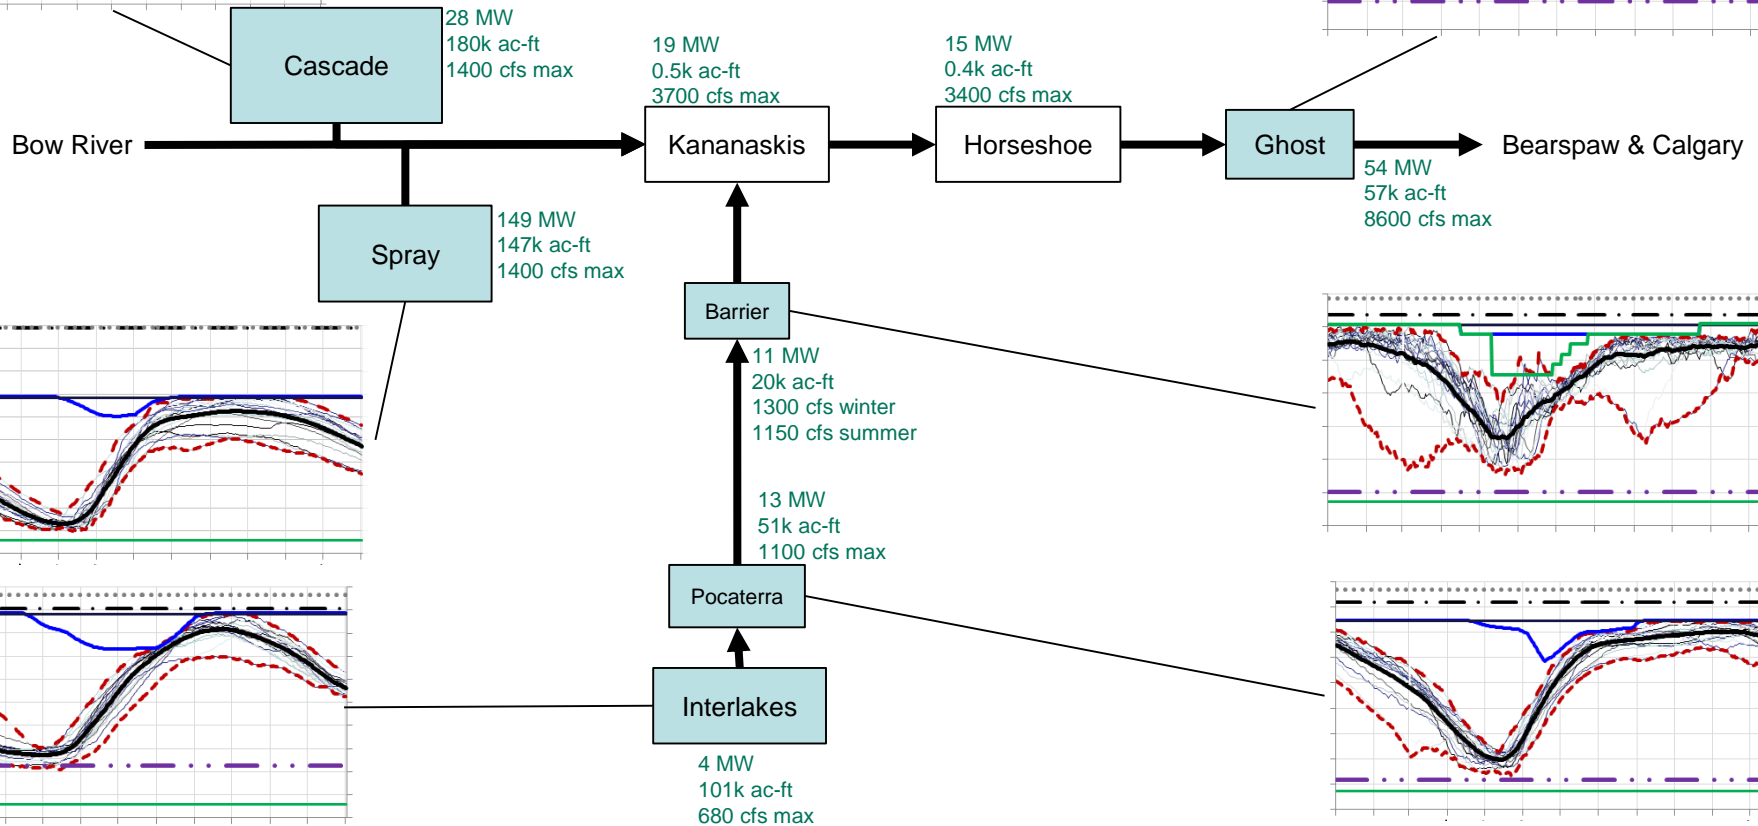 28 MW
180k ac-ft
1400 cfs max
Cascade
19 MW
0.5k ac-ft
3700 cfs max
15 MW
0.4k ac-ft
3400 cfs max
Bow River
Kananaskis
Horseshoe
Ghost
Bearspaw & Calgary
54 MW
57k ac-ft
8600 cfs max
Spray
149 MW
147k ac-ft
1400 cfs max
Barrier
11 MW
20k ac-ft
1300 cfs winter
1150 cfs summer
13 MW
51k ac-ft
1100 cfs max
Pocaterra
Interlakes
4 MW
101k ac-ft
680 cfs max